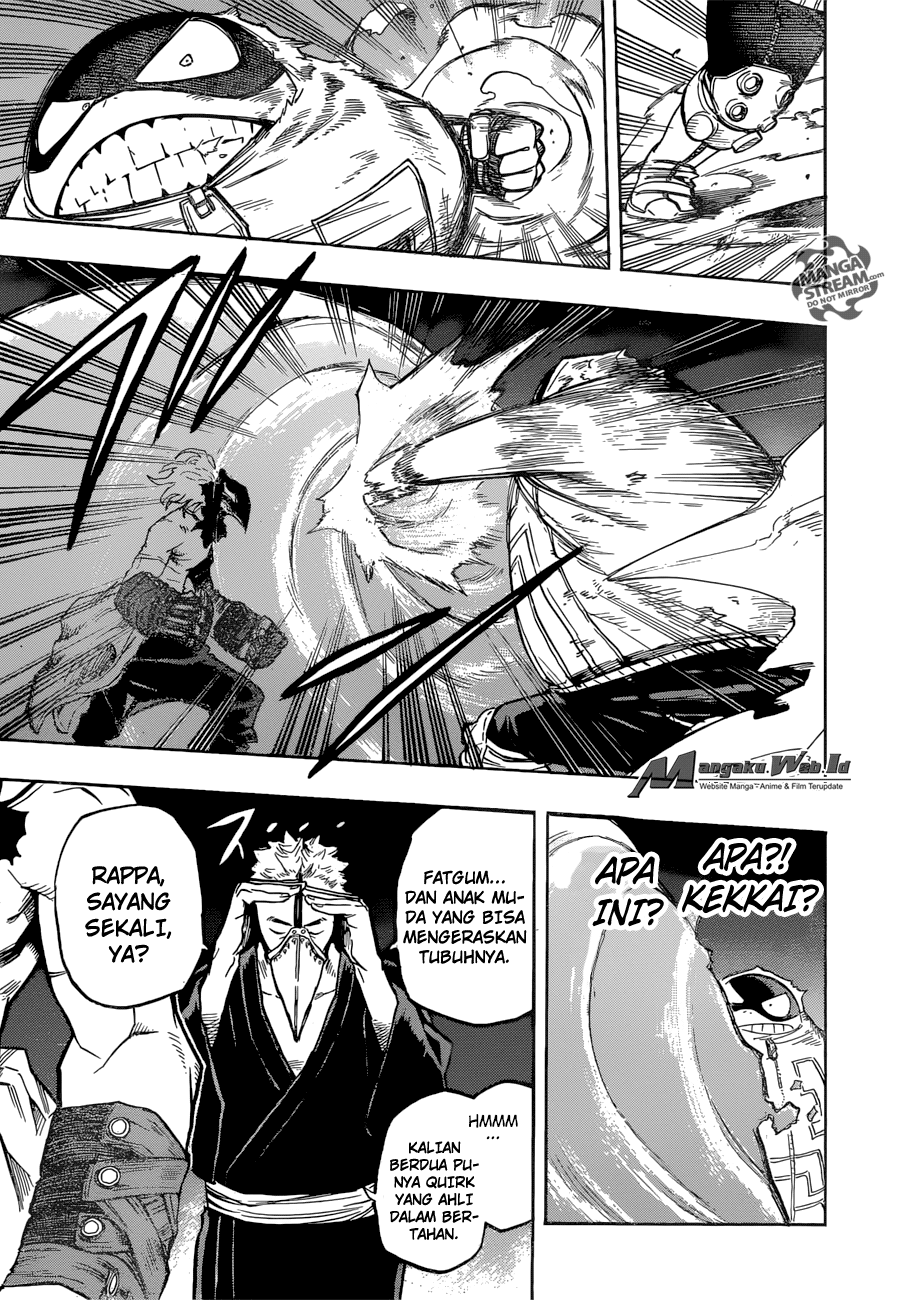 MANGA
STREAM.com
DO NOT MIRROR
Mangaku.Web.Id
Website Manga - Anime & Film Terupdate
APA?!
KEKKAI?
APA
INI?
FATGUM...
DAN ANAK MU-
DA YANG BISA
MENGERASKAN
TUBUHNYA.
HMMM
...
KALIAN
BERDUA PU-
NYA QUIRK
YANG AHLI
DALAM BER-
TAHAN.
RAPPA,
SAYANG
SEKALI,
YA?